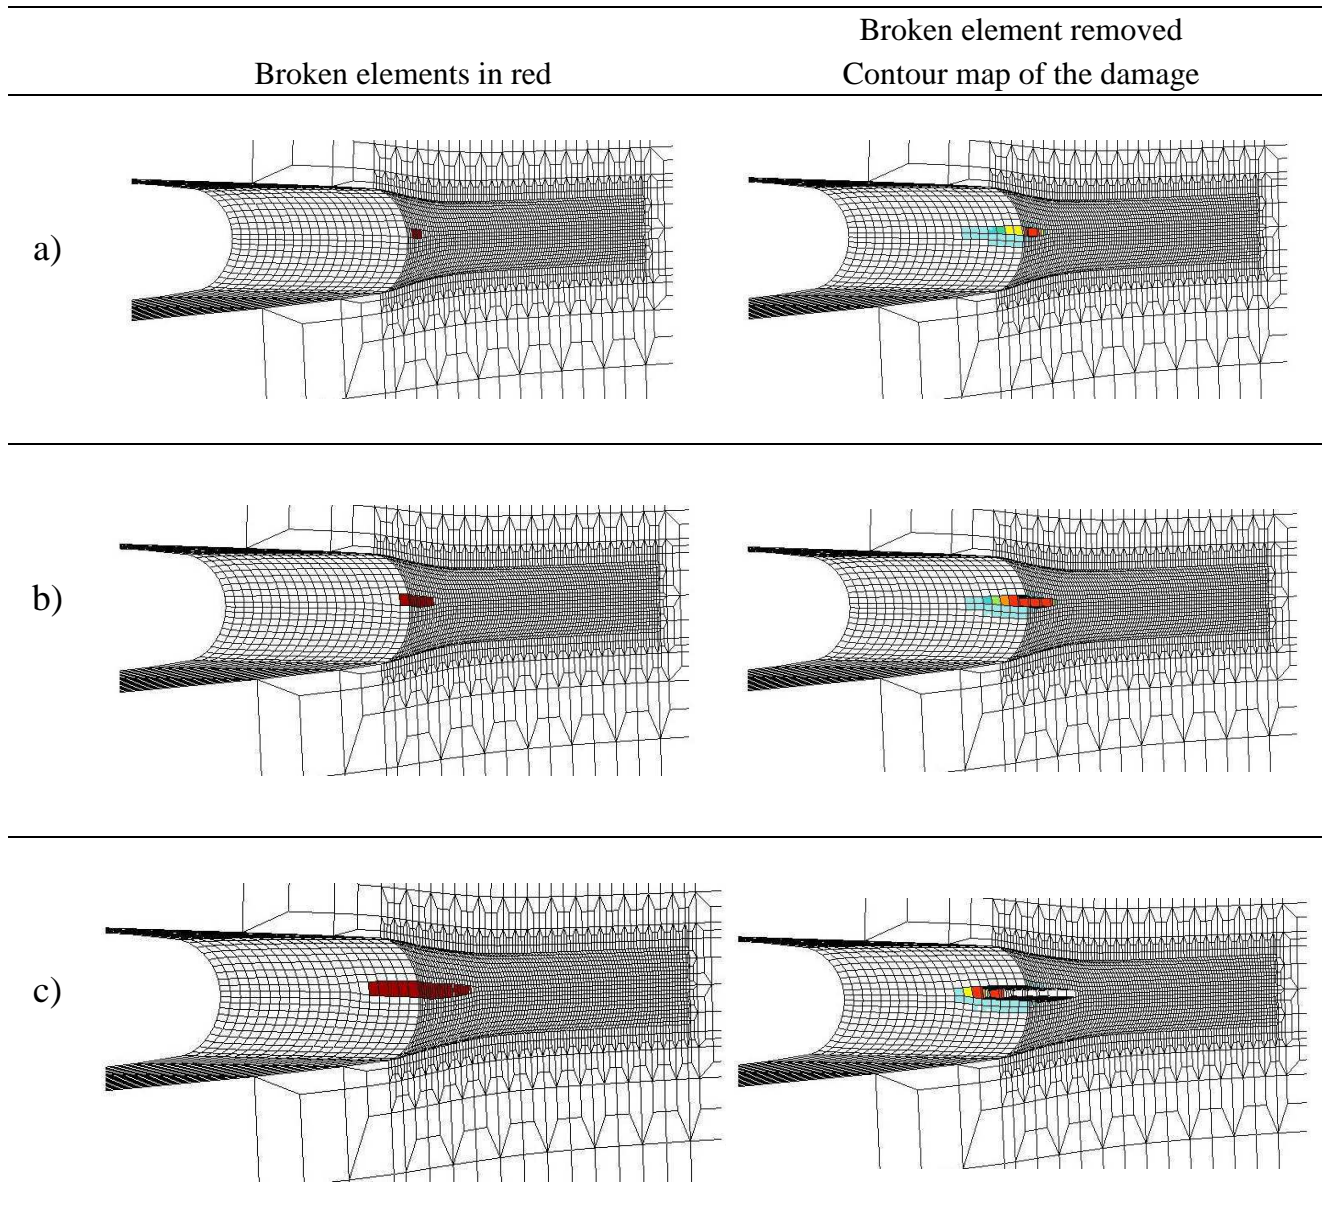 Broken element removed
Broken elements in red
Contour map of the damage
a)
b)
c)